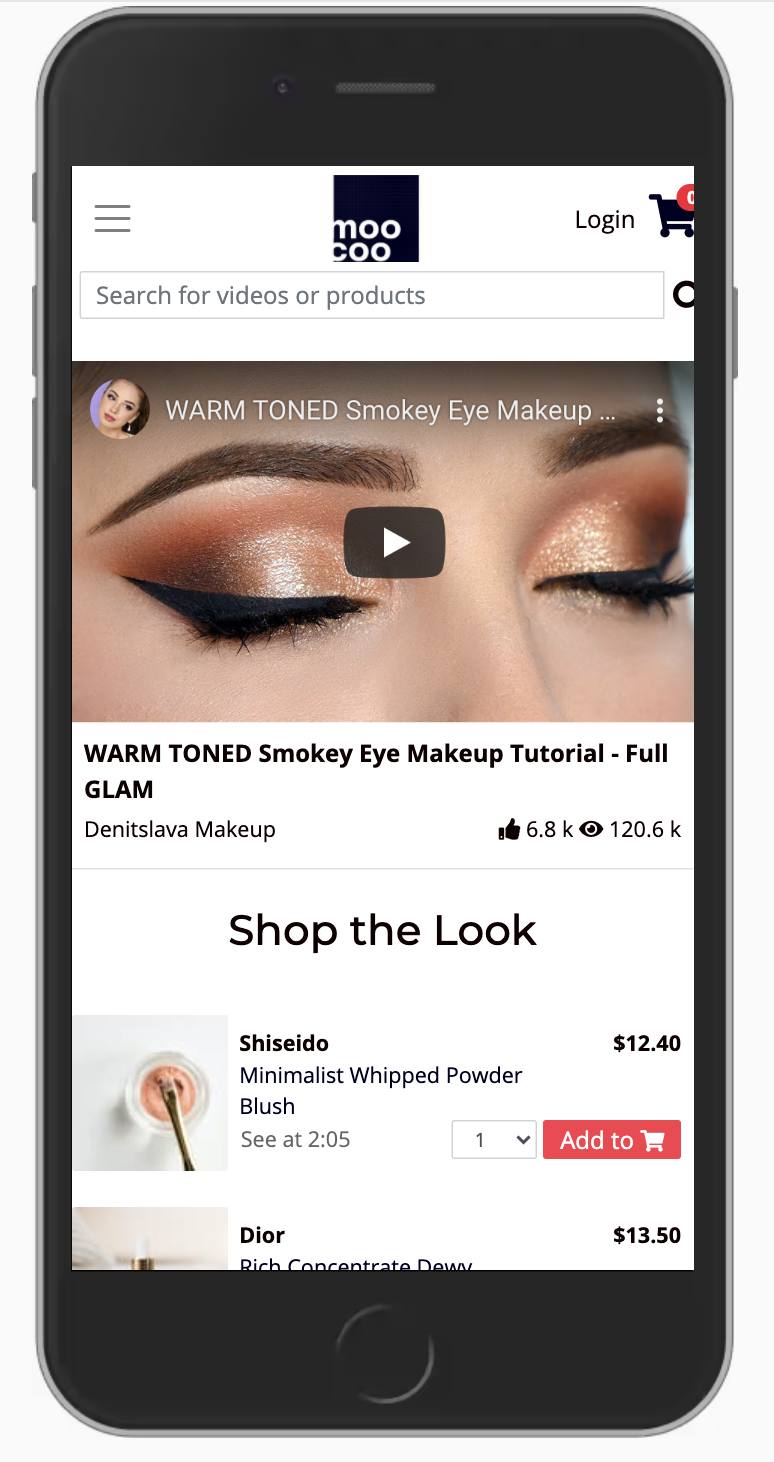 moo
coo
Login
0
Search for videos or products
WARM TONED Smokey Eye Makeup ...
WARM TONED Smokey Eye Makeup Tutorial - Full
GLAM
Denitslava Makeup
6.8 k 120.6 k
Shop the Look
Shiseido $12.40
Minimalist Whipped Powder
Blush
See at 2:05 1 Add to
Dior $13.50
Rich Concentrate Dewy